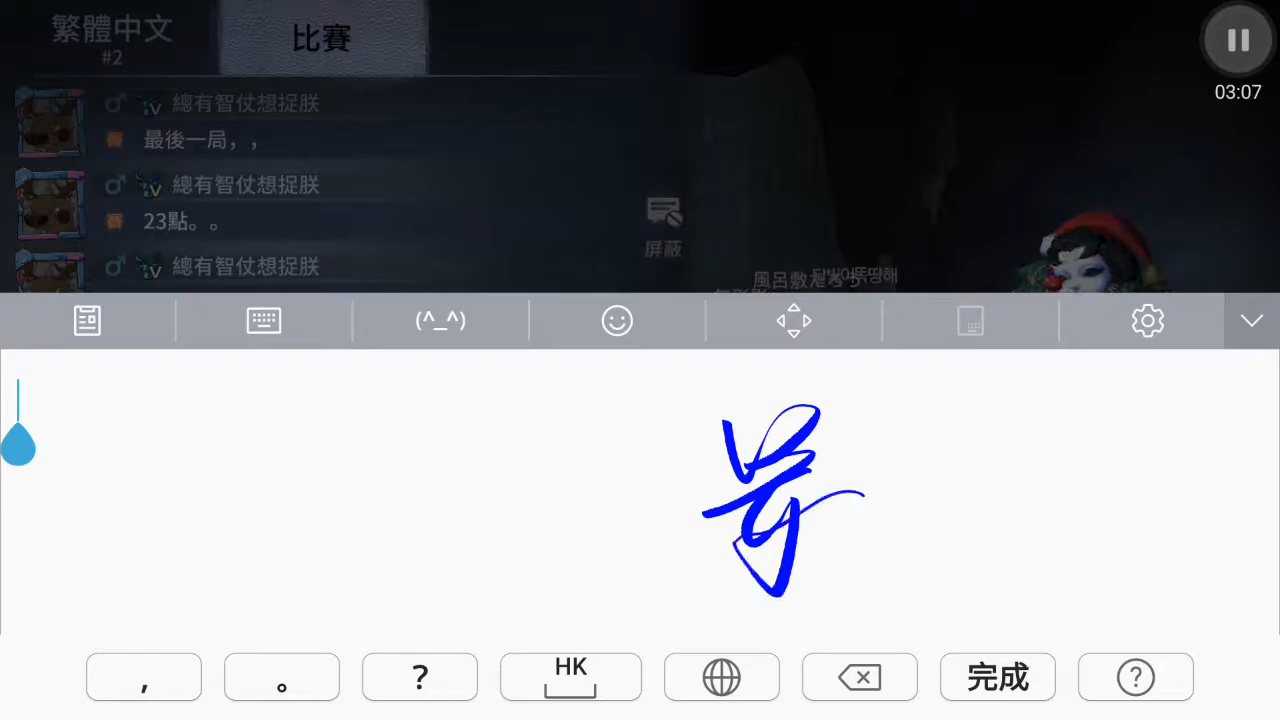 繁體中文
#2
比賽
03:07
V 總有智仗想捉朕
賽 最後一局，，
V 總有智仗想捉朕
賽 23點。。
V 總有智仗想捉朕
屏蔽
(^_^)
, 。 ? HK 完成 ?